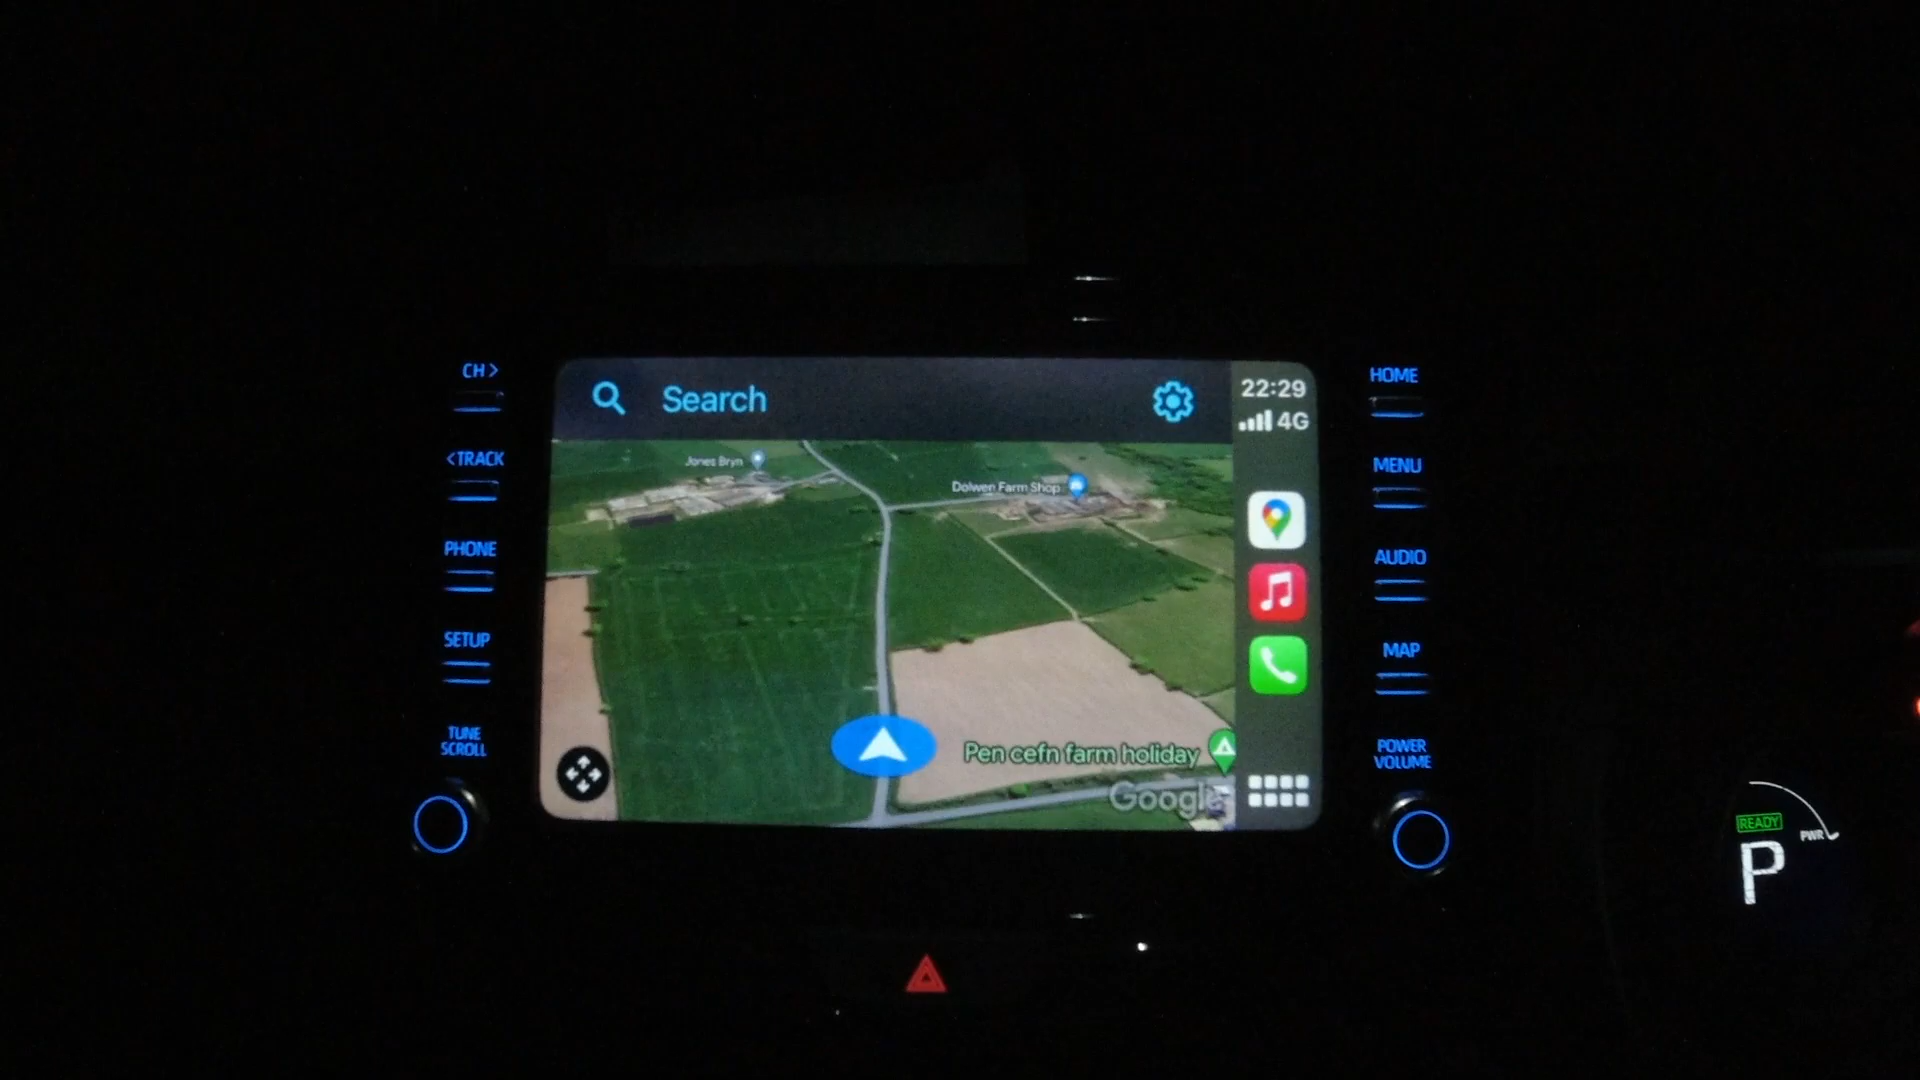 CH>
<TRACK
PHONE
SETUP
TUNE
SCROLL
Search
22:29
4G
Jones Bryn
Dolwen Farm Shop
Pen cefn farm holiday
Google
HOME
MENU
AUDIO
MAP
POWER
VOLUME
READY
PWR
P